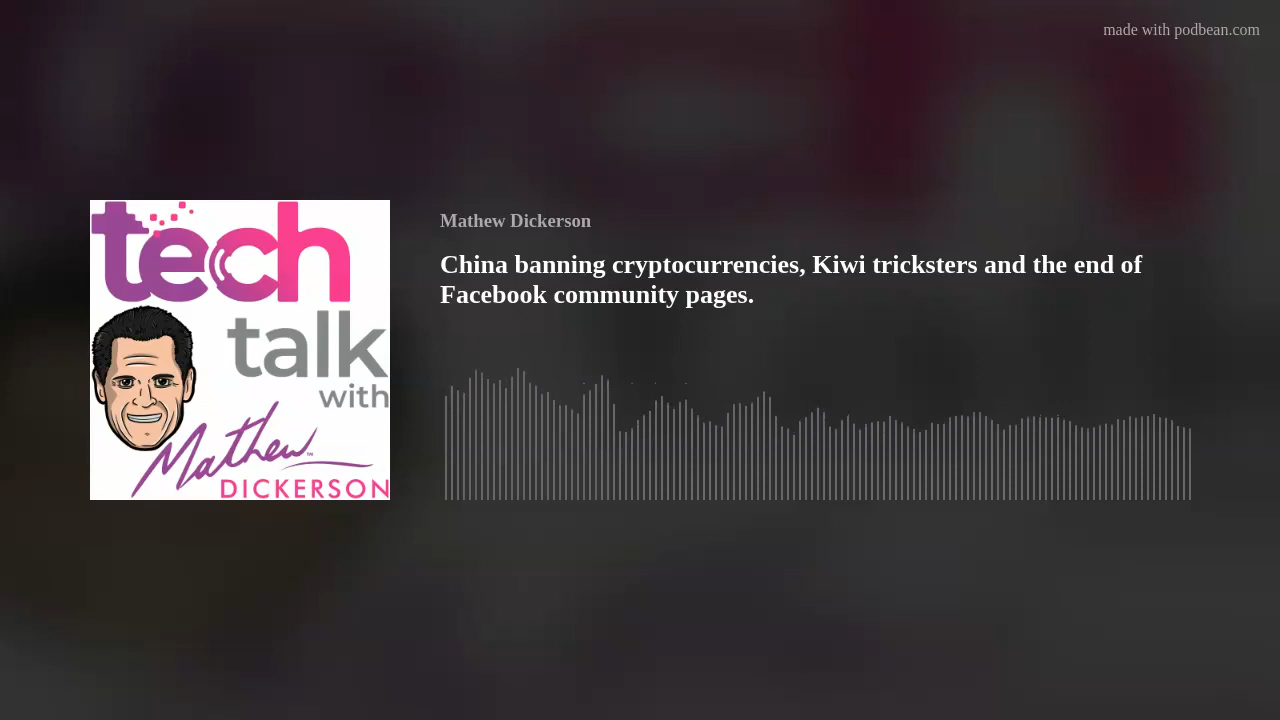 made with podbean.com
tech
talk
with
Mathew™
DICKERSON
Mathew Dickerson
China banning cryptocurrencies, Kiwi tricksters and the end of
Facebook community pages.